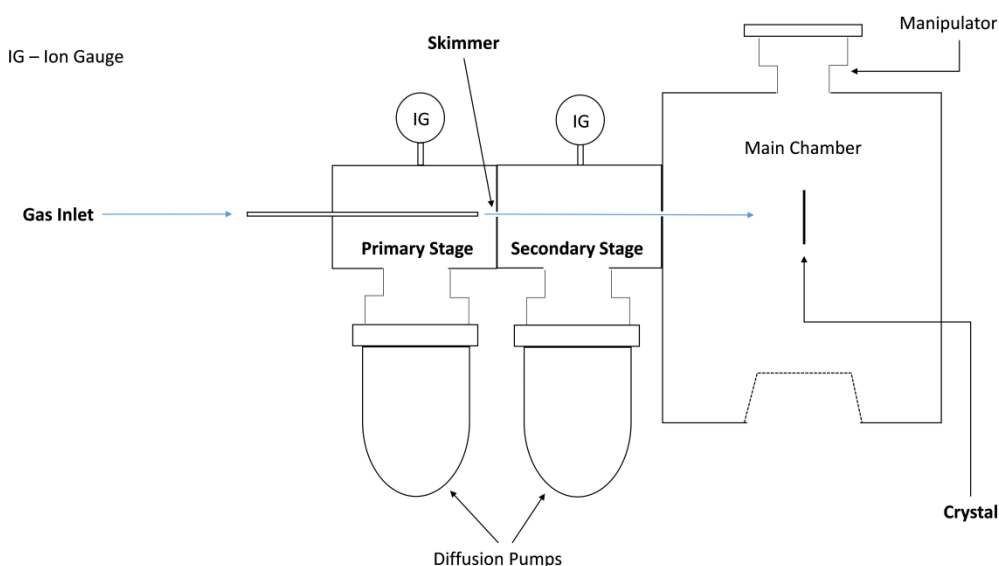 Manipulator
Skimmer
IG – Ion Gauge
IG
IG
Main Chamber
Gas Inlet
Primary Stage
Secondary Stage
Crystal
Diffusion Pumps